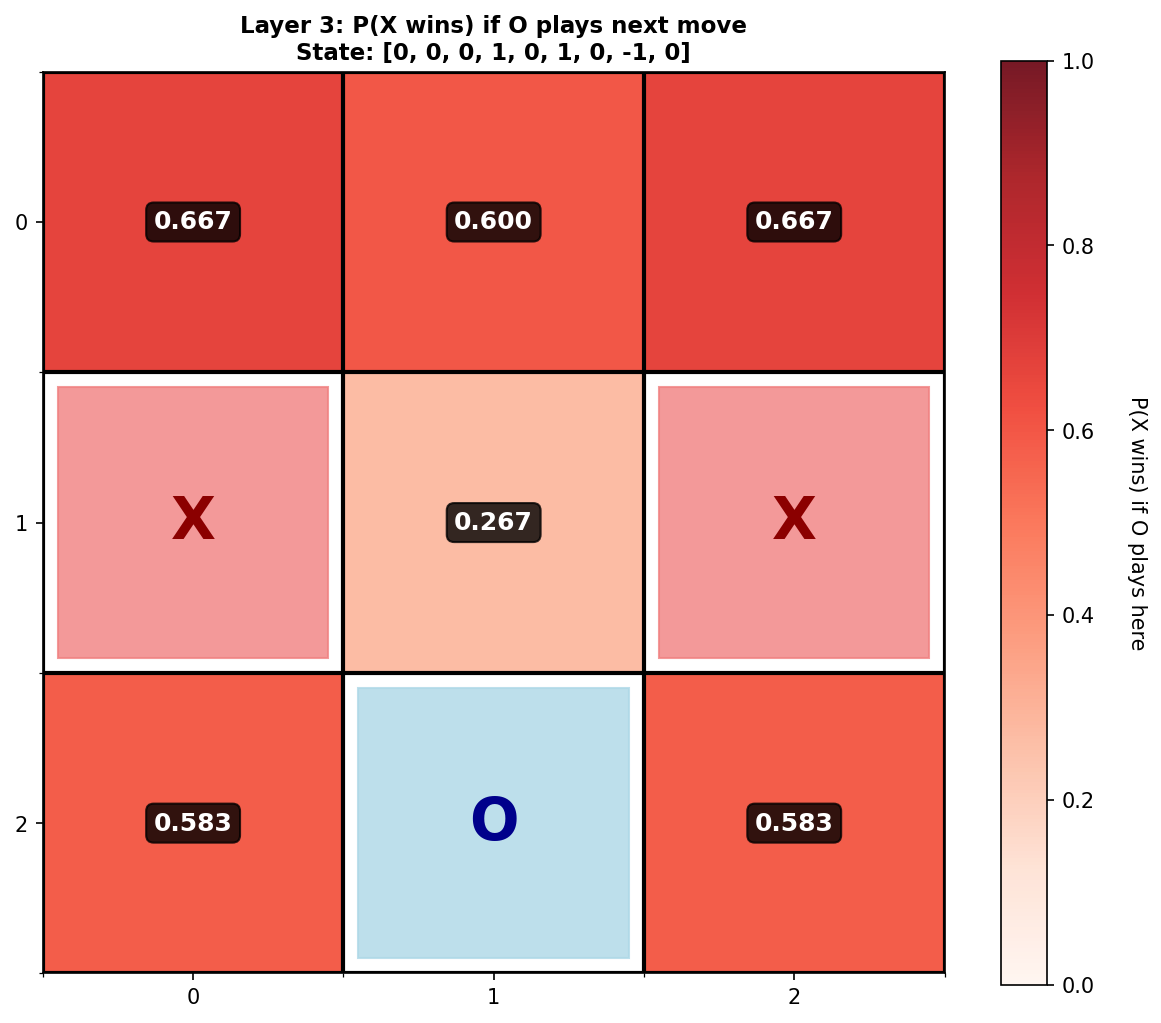 Layer 3: P(X wins) if O plays next move
State: [0, 0, 0, 1, 0, 1, 0, -1, 0]
0.667 0.600 0.667
X 0.267 X
0.583 O 0.583
0
1
2
0 1 2
1.0
0.8
0.6
0.4
0.2
0.0
P(X wins) if O plays here